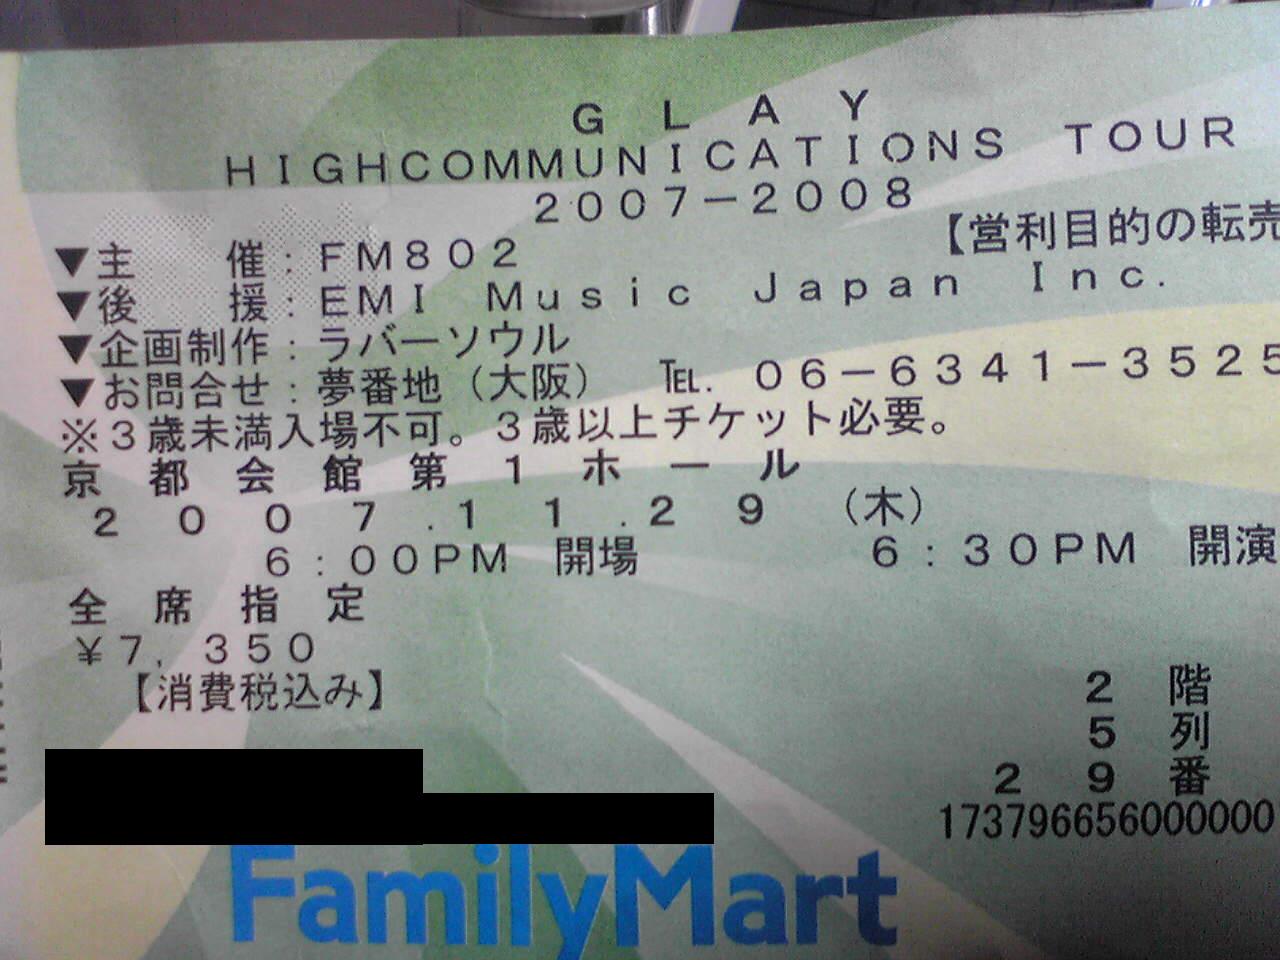 GLAY
HIGHCOMMUNICATIONS TOUR
2007-2008
【営利目的の転売
▼主　催：FM802
▼後　援：EMI Music Japan Inc.
▼企画制作：ラバーソウル
▼お問合せ：夢番地（大阪）　℡. 06-6341-3525
※3歳未満入場不可。3歳以上チケット必要。
京都会館第1ホール
2007.11.29（木）
6:00PM 開場　6:30PM 開演
全席指定
¥7,350
【消費税込み】
2階
5列
29番
173796656000000
FamilyMart